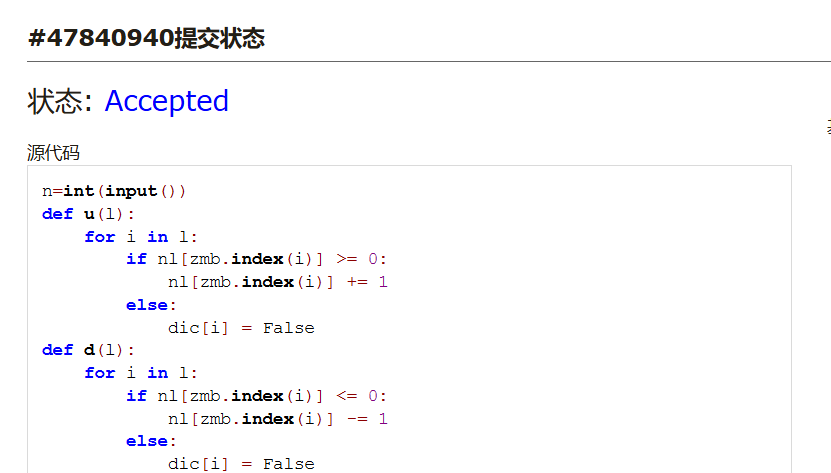 #47840940提交状态
状态: Accepted
源代码
n=int(input())
def u(l):
    for i in l:
        if nl[zmb.index(i)] >= 0:
            nl[zmb.index(i)] += 1
        else:
            dic[i] = False
def d(l):
    for i in l:
        if nl[zmb.index(i)] <= 0:
            nl[zmb.index(i)] -= 1
        else:
            dic[i] = False